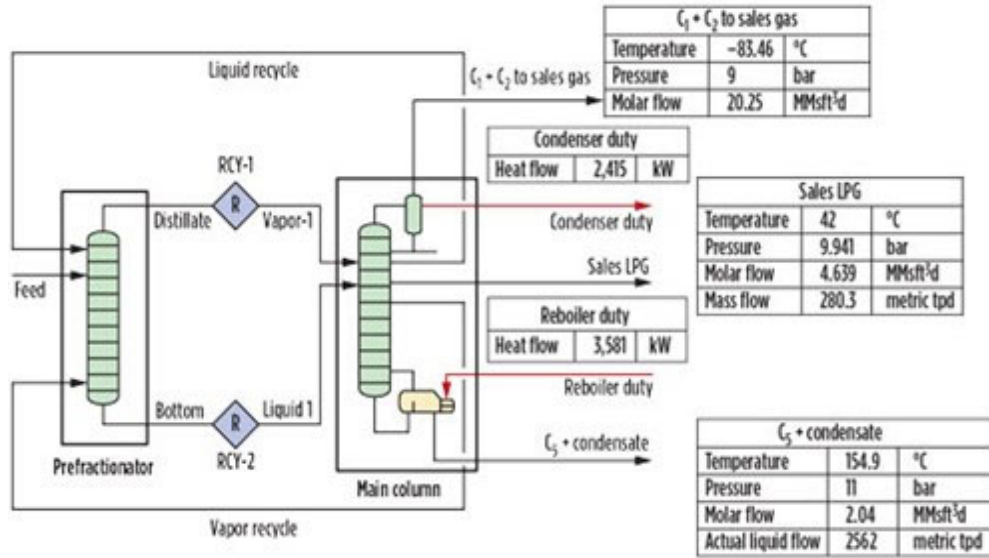 C₁ + C₂ to sales gas
Temperature −83.46 °C
Pressure 9 bar
Molar flow 20.25 MMsft³d
Liquid recycle
C₁ + C₂ to sales gas
Condenser duty
Heat flow 2,415 kW
RCY-1
R
Distillate
Vapor-1
Condenser duty
Sales LPG
Temperature 42 °C
Pressure 9.941 bar
Molar flow 4.639 MMsft³d
Mass flow 280.3 metric tpd
Feed
Sales LPG
Reboiler duty
Heat flow 3,581 kW
Reboiler duty
Bottom
Liquid 1
R
RCY-2
Prefractionator
Main column
C₅ + condensate
Vapor recycle
C₅ + condensate
Temperature 154.9 °C
Pressure 11 bar
Molar flow 2.04 MMsft³d
Actual liquid flow 2562 metric tpd